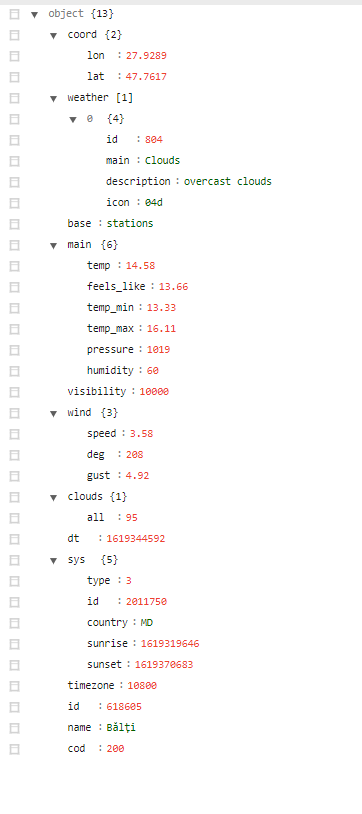 object {13}
coord {2}
lon : 27.9289
lat : 47.7617
weather [1]
0 {4}
id : 804
main : Clouds
description : overcast clouds
icon : 04d
base : stations
main {6}
temp : 14.58
feels_like : 13.66
temp_min : 13.33
temp_max : 16.11
pressure : 1019
humidity : 60
visibility : 10000
wind {3}
speed : 3.58
deg : 208
gust : 4.92
clouds {1}
all : 95
dt : 1619344592
sys {5}
type : 3
id : 2011750
country : MD
sunrise : 1619319646
sunset : 1619370683
timezone : 10800
id : 618605
name : Bălți
cod : 200